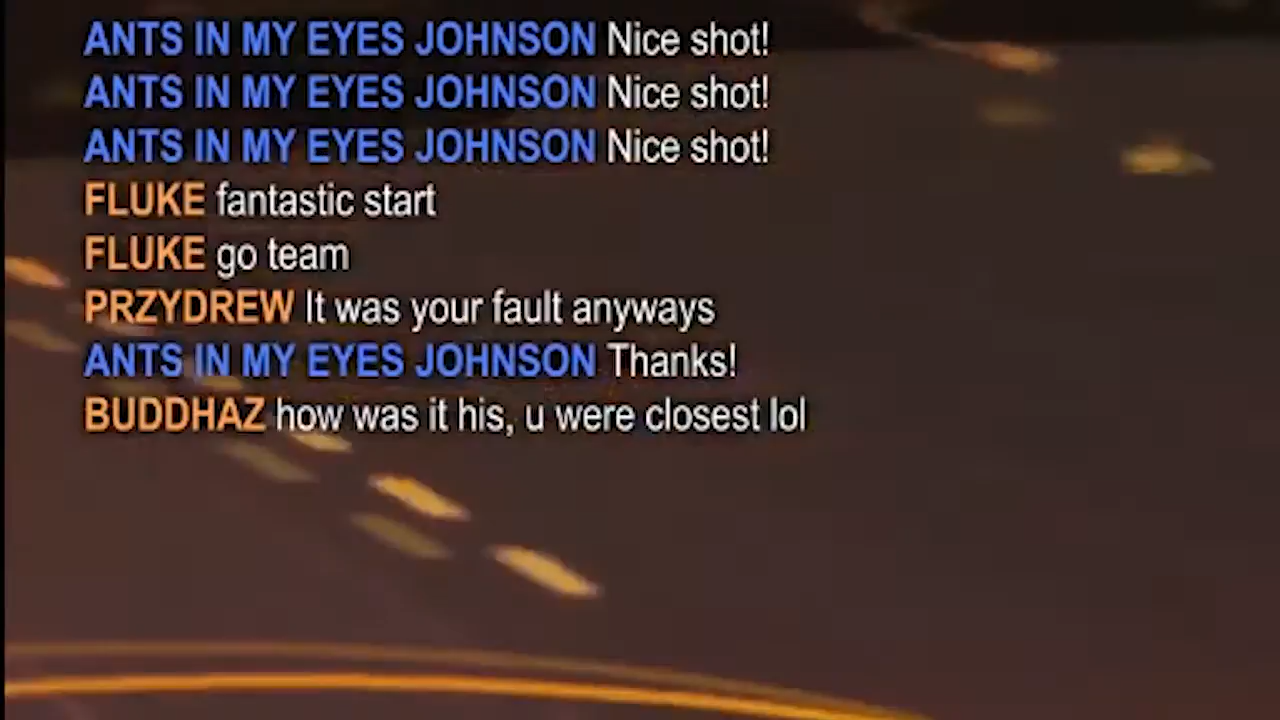 ANTS IN MY EYES JOHNSON Nice shot!
ANTS IN MY EYES JOHNSON Nice shot!
ANTS IN MY EYES JOHNSON Nice shot!
FLUKE fantastic start
FLUKE go team
PRZYDREW It was your fault anyways
ANTS IN MY EYES JOHNSON Thanks!
BUDDHAZ how was it his, u were closest lol